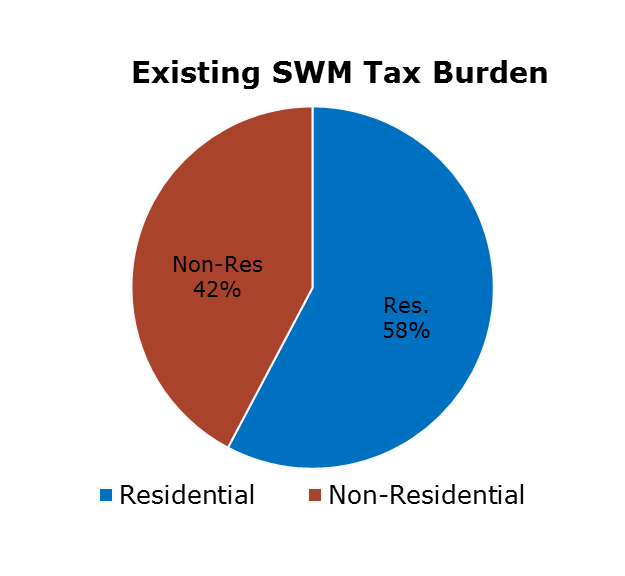 Existing SWM Tax Burden
Non-Res
42%
Res.
58%
Residential
Non-Residential